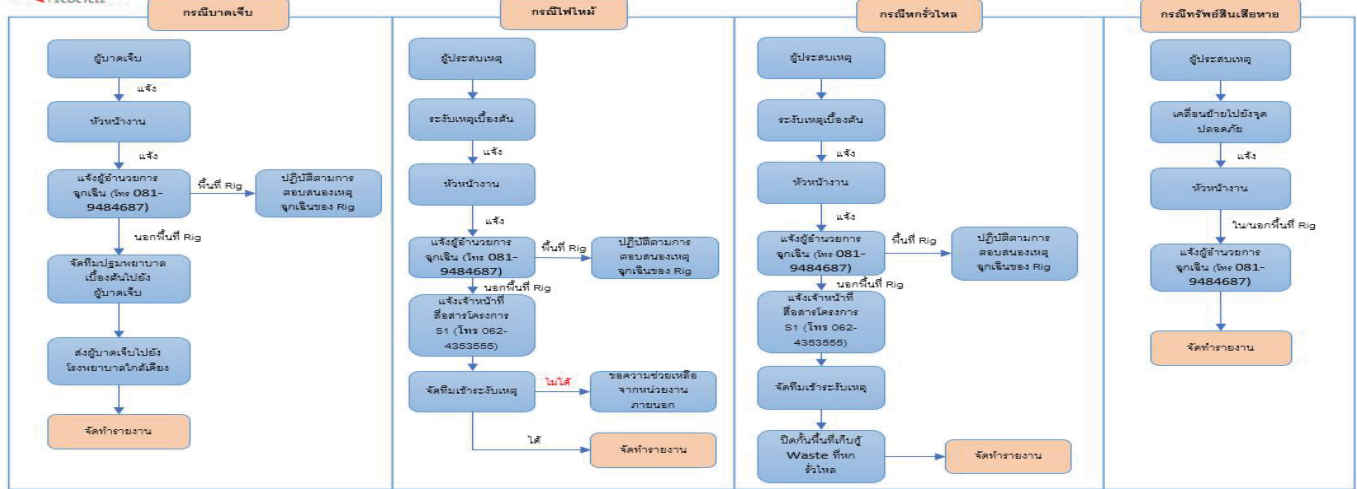 กรณีบาดเจ็บ
ผู้บาดเจ็บ
แจ้ง
หัวหน้างาน
แจ้ง
แจ้งผู้อำนวยการ
ฉุกเฉิน (โทร 081-
9484687)
พื้นที่ Rig
ปฏิบัติตามการ
ตอบสนองเหตุ
ฉุกเฉินของ Rig
นอกพื้นที่ Rig
จัดทีมปฐมพยาบาล
เบื้องต้นไปยัง
ผู้บาดเจ็บ
ส่งผู้บาดเจ็บไปยัง
โรงพยาบาลใกล้เคียง
จัดทำรายงาน
กรณีไฟไหม้
ผู้ประสบเหตุ
ระงับเหตุเบื้องต้น
แจ้ง
หัวหน้างาน
แจ้ง
แจ้งผู้อำนวยการ
ฉุกเฉิน (โทร 081-
9484687)
พื้นที่ Rig
ปฏิบัติตามการ
ตอบสนองเหตุ
ฉุกเฉินของ Rig
นอกพื้นที่ Rig
แจ้งเจ้าหน้าที่
สื่อสารโครงการ
S1 (โทร 062-
4353555)
จัดทีมเข้าระงับเหตุ
ไม่ได้
ขอความช่วยเหลือ
จากหน่วยงาน
ภายนอก
ได้
จัดทำรายงาน
กรณีหกรั่วไหล
ผู้ประสบเหตุ
ระงับเหตุเบื้องต้น
แจ้ง
หัวหน้างาน
แจ้ง
แจ้งผู้อำนวยการ
ฉุกเฉิน (โทร 081-
9484687)
พื้นที่ Rig
ปฏิบัติตามการ
ตอบสนองเหตุ
ฉุกเฉินของ Rig
นอกพื้นที่ Rig
แจ้งเจ้าหน้าที่
สื่อสารโครงการ
S1 (โทร 062-
4353555)
จัดทีมเข้าระงับเหตุ
ปิดกั้นพื้นที่เก็บกู้
Waste ที่หก
รั่วไหล
จัดทำรายงาน
กรณีทรัพย์สินเสียหาย
ผู้ประสบเหตุ
เคลื่อนย้ายไปยังจุด
ปลอดภัย
แจ้ง
หัวหน้างาน
ใน/นอกพื้นที่ Rig
แจ้งผู้อำนวยการ
ฉุกเฉิน (โทร 081-
9484687)
จัดทำรายงาน